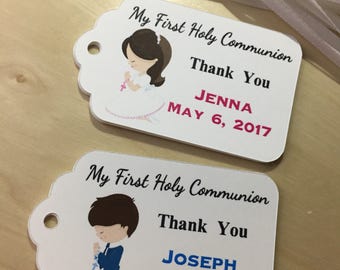 My First Holy Communion
Thank You
Jenna
May 6, 2017
My First Holy Communion
Thank You
Joseph